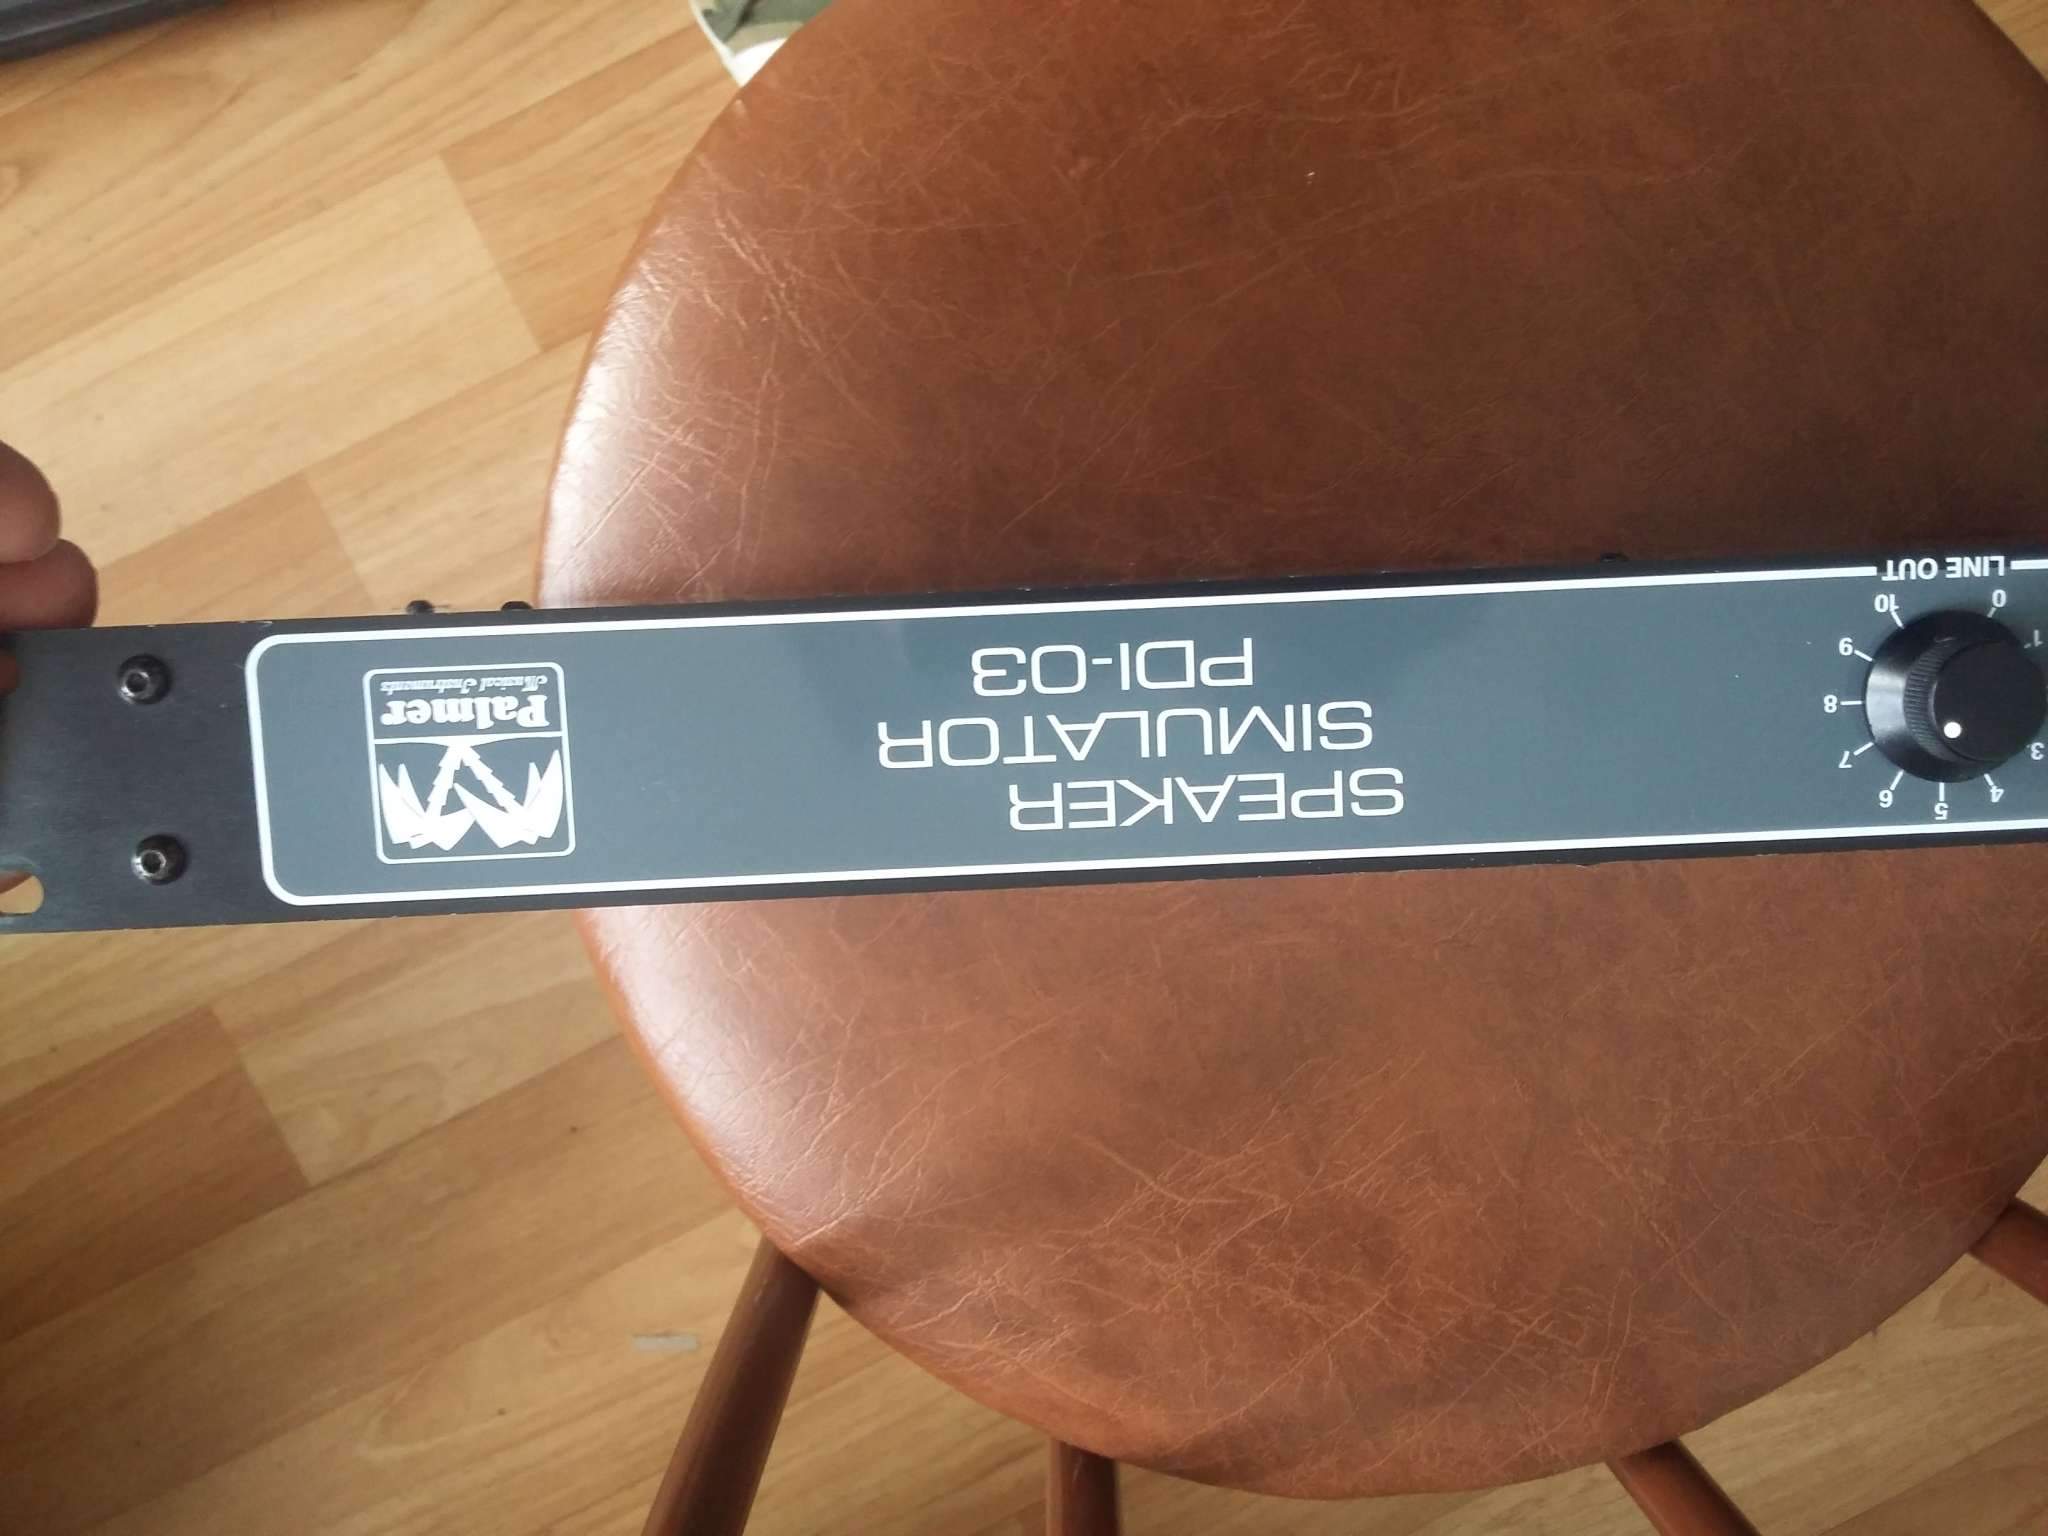 LINE OUT
0
1
3
4
5
6
7
8
9
10
SPEAKER
SIMULATOR
PDI-03
Palmer
Musical Instruments